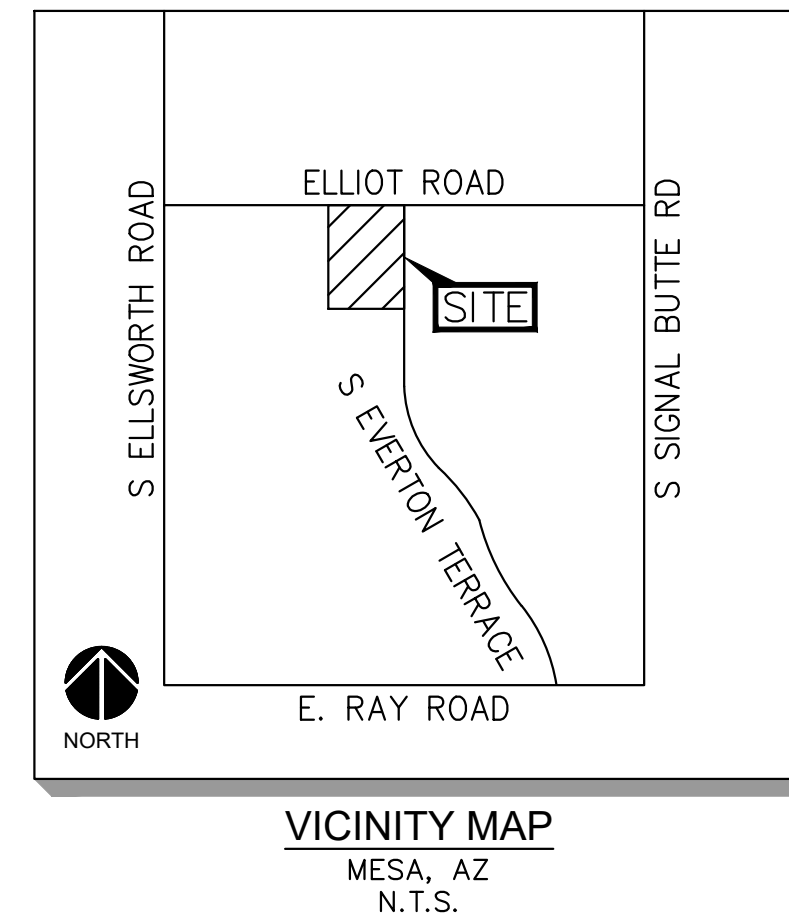 ELLIOT ROAD
S ELLSWORTH ROAD
S SIGNAL BUTTE RD
SITE
S EVERTON TERRACE
E. RAY ROAD
NORTH
VICINITY MAP
MESA, AZ
N.T.S.